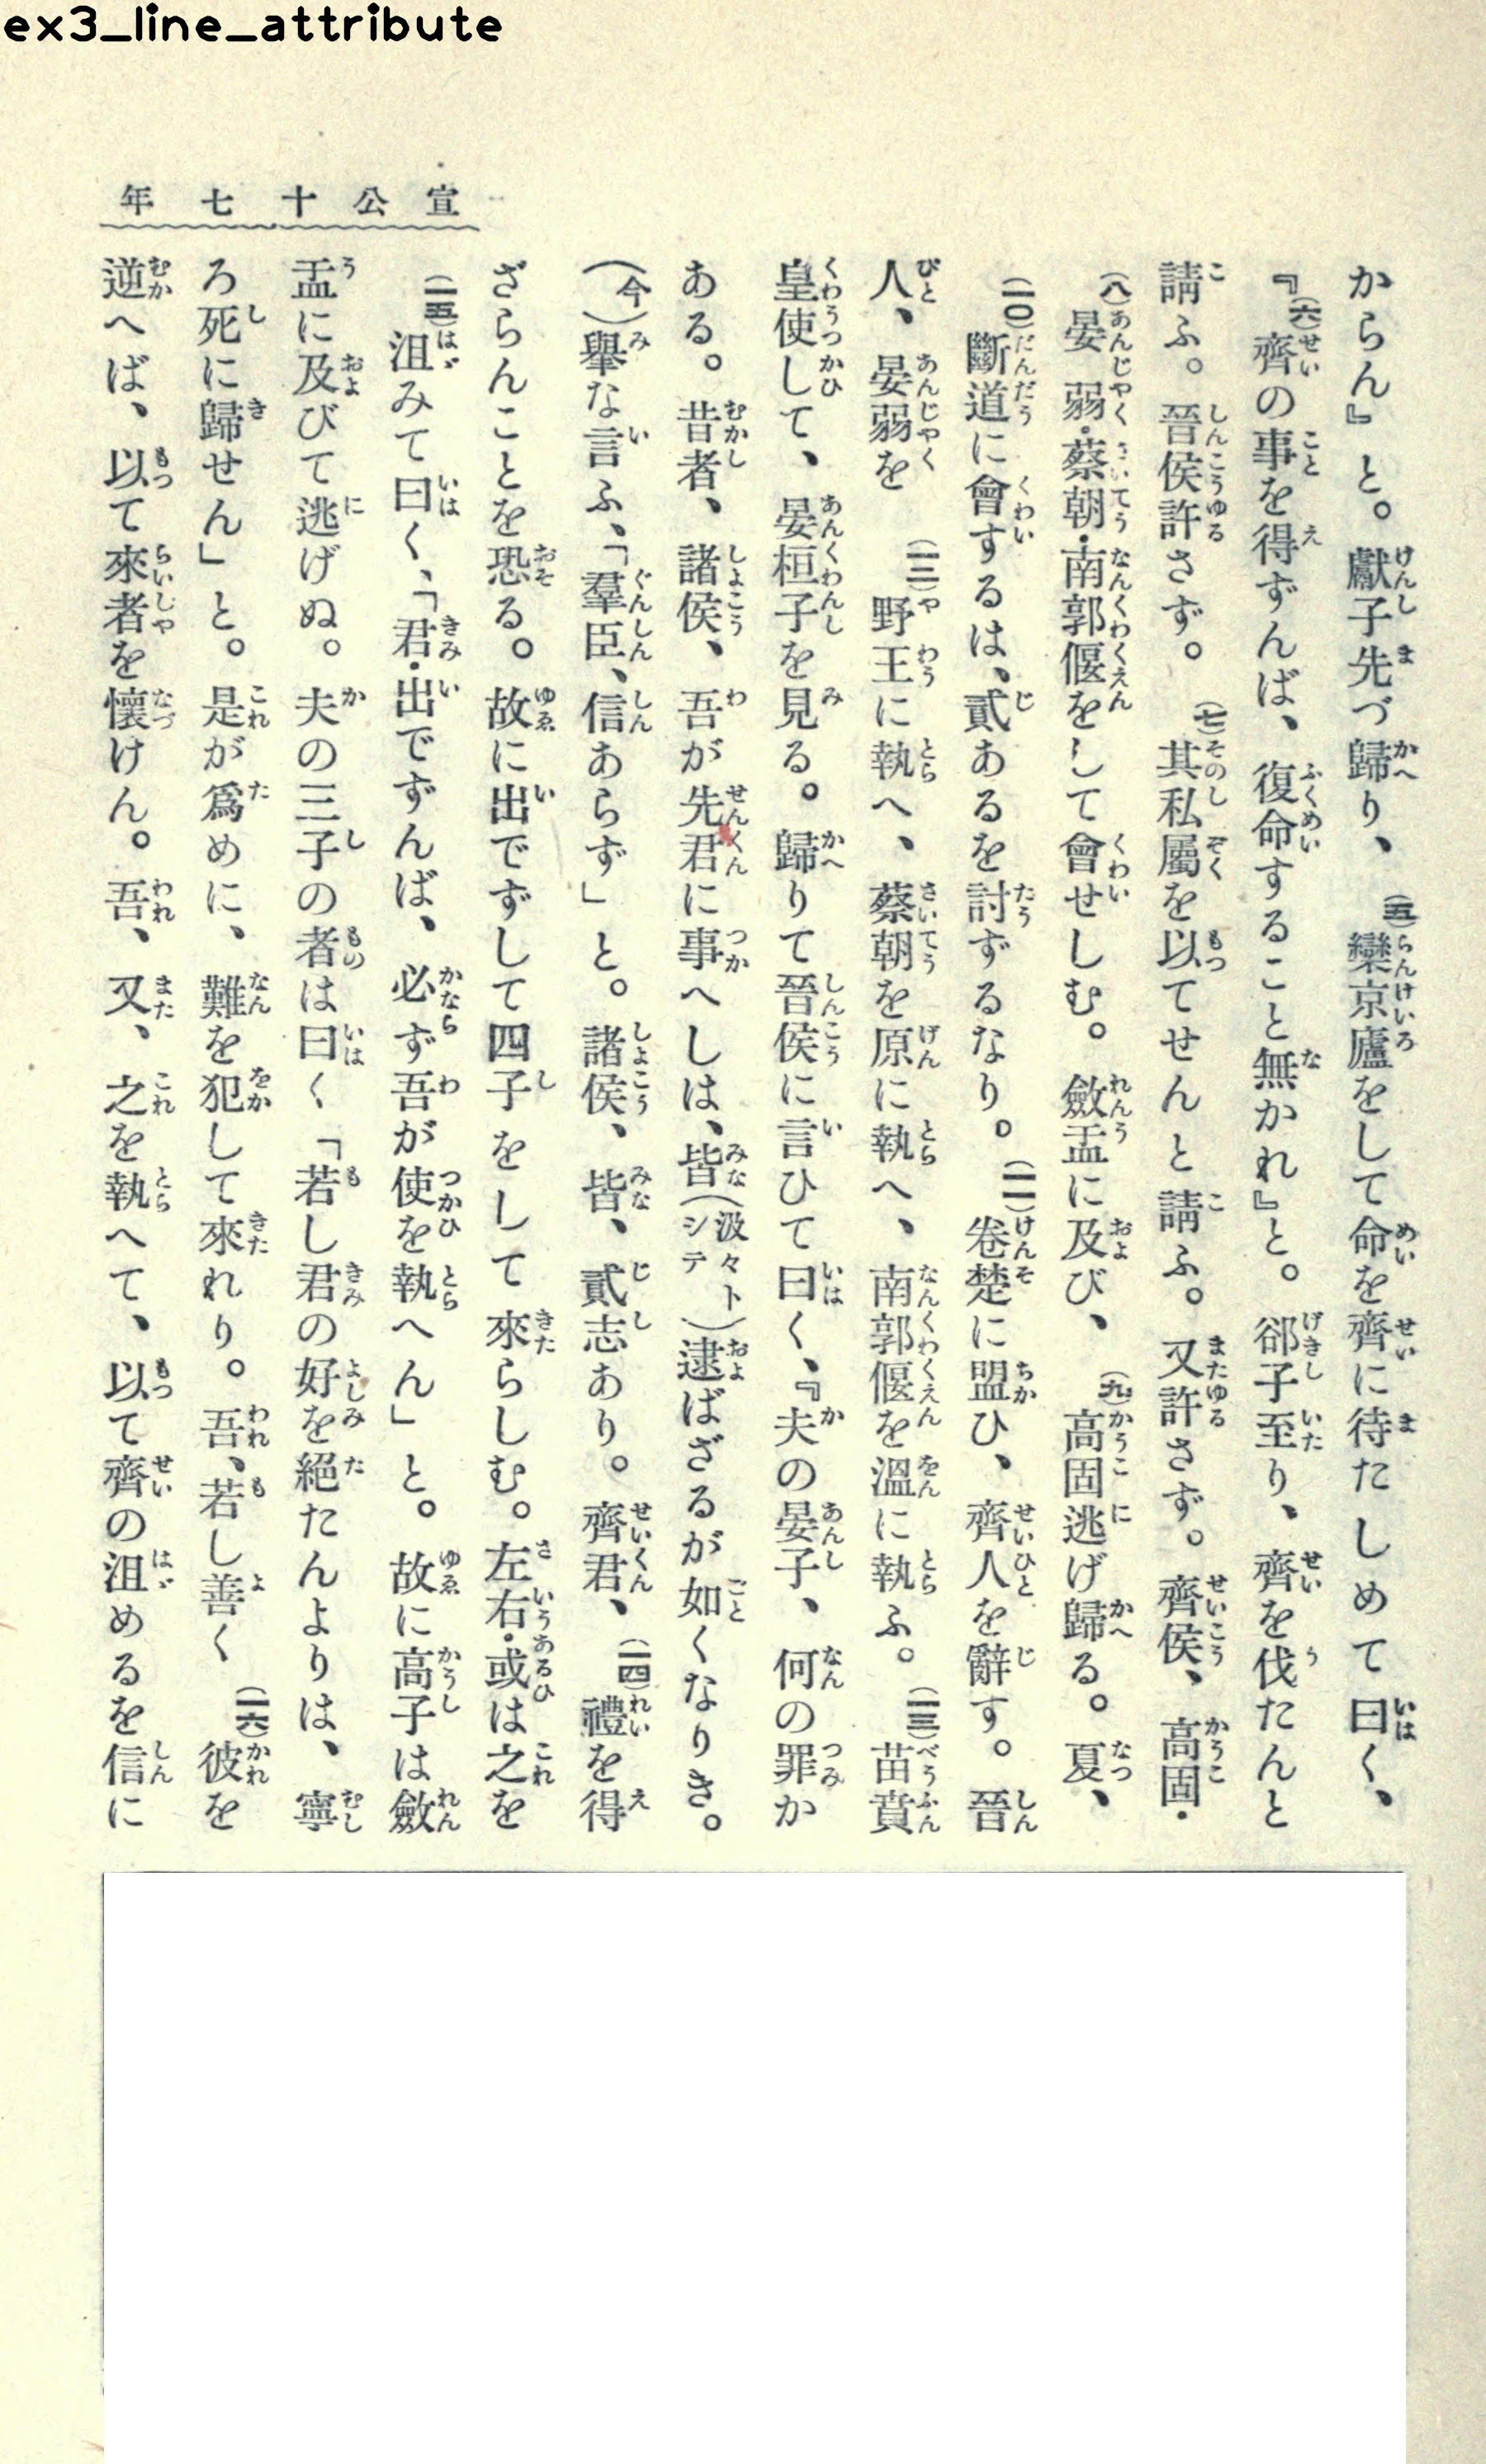 ex3_line_attribute
宣公十七年
からん』と。獻子先づ歸り、㈤欒京廬をして命を齊に待たしめて曰く、
『㈥齊の事を得ずんば、復命すること無かれ』と。郤子至り、齊を伐たんと
請ふ。晉侯許さず。㈦其私屬を以てせんと請ふ。又許さず。齊侯、高固・
㈧晏弱・蔡朝・南郭偃をして會せしむ。斂盂に及び、㈨高固逃げ歸る。夏、
(一〇)斷道に會するは、貳あるを討ずるなり。(一一)卷楚に盟ひ、齊人を辭す。晉
人、晏弱を(一二)野王に執へ、蔡朝を原に執へ、南郭偃を溫に執ふ。(一三)苗賁
皇使して、晏桓子を見る。歸りて晉侯に言ひて曰く、『夫の晏子、何の罪か
ある。昔者、諸侯、吾が先君に事へしは、皆(汲々トシテ)逮ばざるが如くなりき。
(今)舉な言ふ、「羣臣、信あらず」と。諸侯、皆、貳志あり。齊君、(一四)禮を得
ざらんことを恐る。故に出でずして四子をして來らしむ。左右・或は之を
(一五)沮みて曰く、「君・出でずんば、必ず吾が使を執へん」と。故に高子は斂
盂に及びて逃げぬ。夫の三子の者は曰く「若し君の好を絕たんよりは、寧
ろ死に歸せん」と。是が爲めに、難を犯して來れり。吾、若し善く(一六)彼を
逆へば、以て來者を懷けん。吾、又、之を執へて、以て齊の沮めるを信に